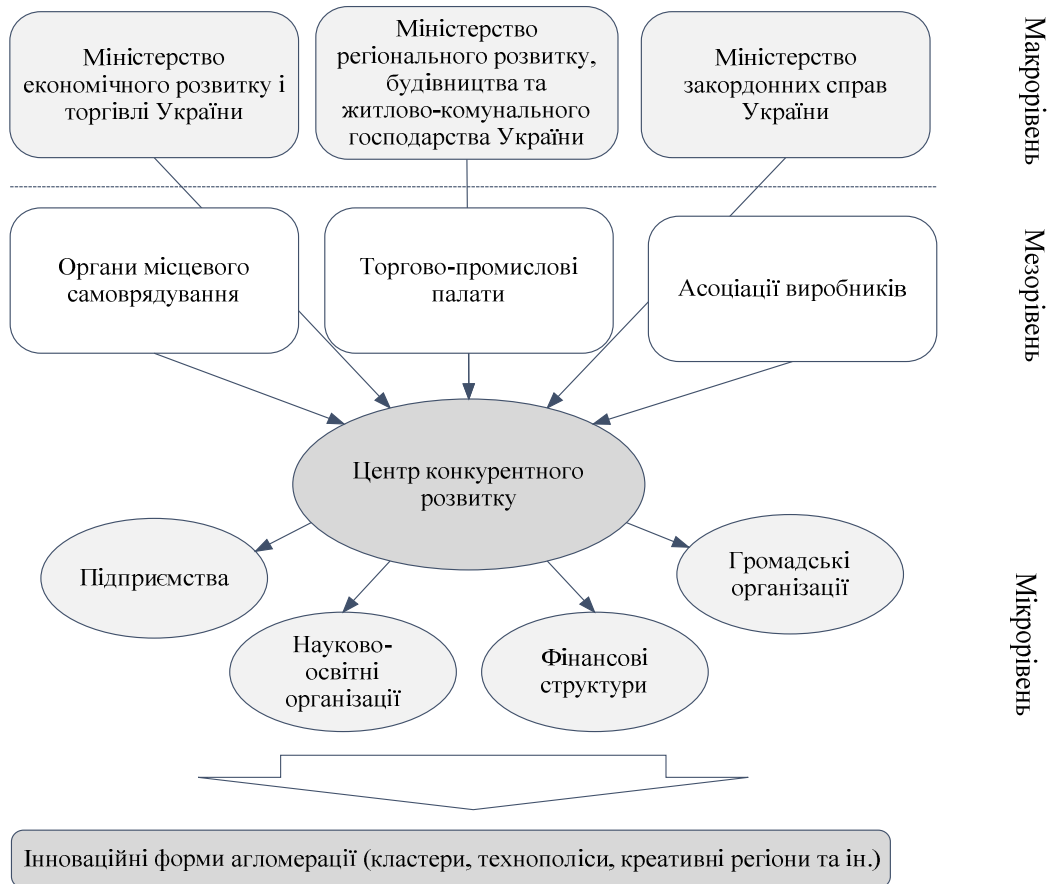 Міністерство
економічного розвитку і
торгівлі України
Міністерство
регіонального розвитку,
будівництва та
житлово-комунального
господарства України
Міністерство
закордонних справ
України
Макрорівень
Органи місцевого
самоврядування
Торгово-промислові
палати
Асоціації виробників
Мезорівень
Центр конкурентного
розвитку
Підприємства
Науково-
освітні
організації
Фінансові
структури
Громадські
організації
Мікрорівень
Інноваційні форми агломерації (кластери, технополіси, креативні регіони та ін.)